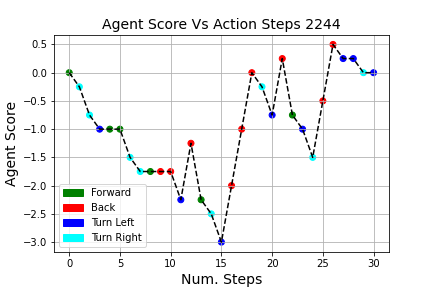 Agent Score Vs Action Steps 2244
Agent Score
0.5
0.0
−0.5
−1.0
−1.5
−2.0
−2.5
−3.0
Forward
Back
Turn Left
Turn Right
0 5 10 15 20 25 30
Num. Steps